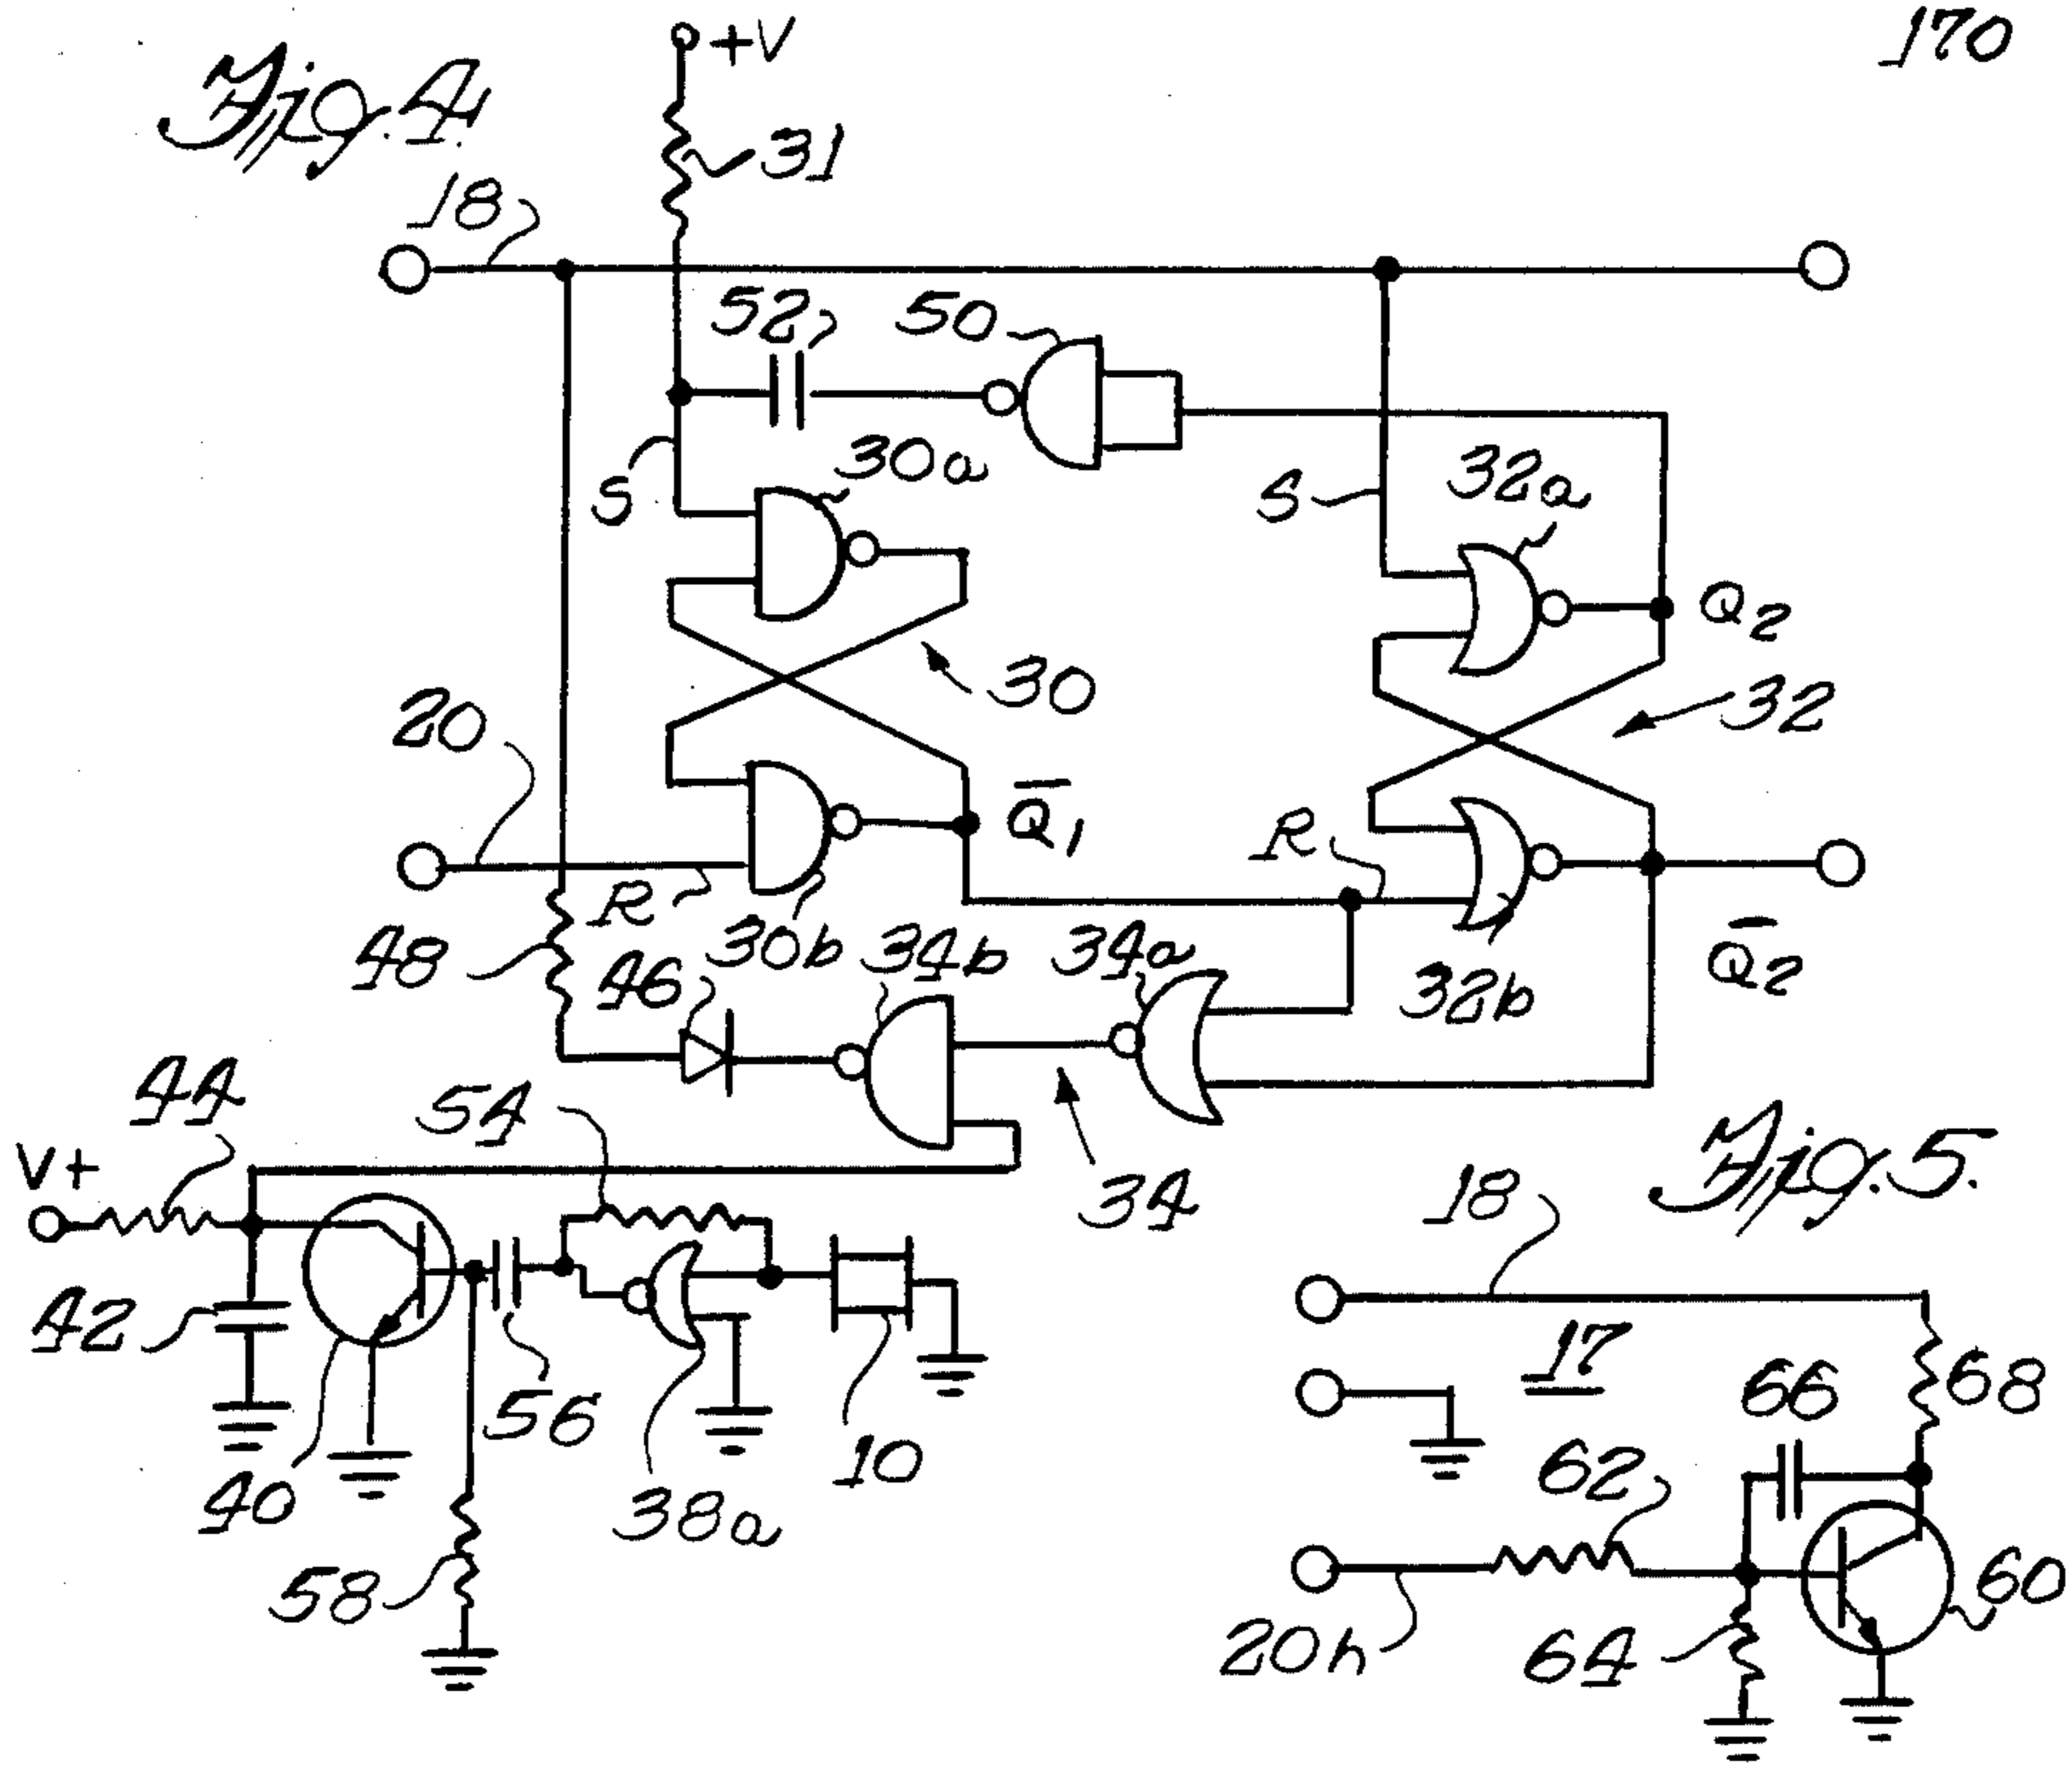 170
Fig. 4.
+V
31
18
52
50
30a
S
S
32a
Q2
30
32
20
Q̅1
R
R
30b
34b
34a
32b
Q̅2
48
46
44
54
V+
34
42
40
56
58
38a
10
Fig. 5.
18
17
68
66
62
60
20h
64